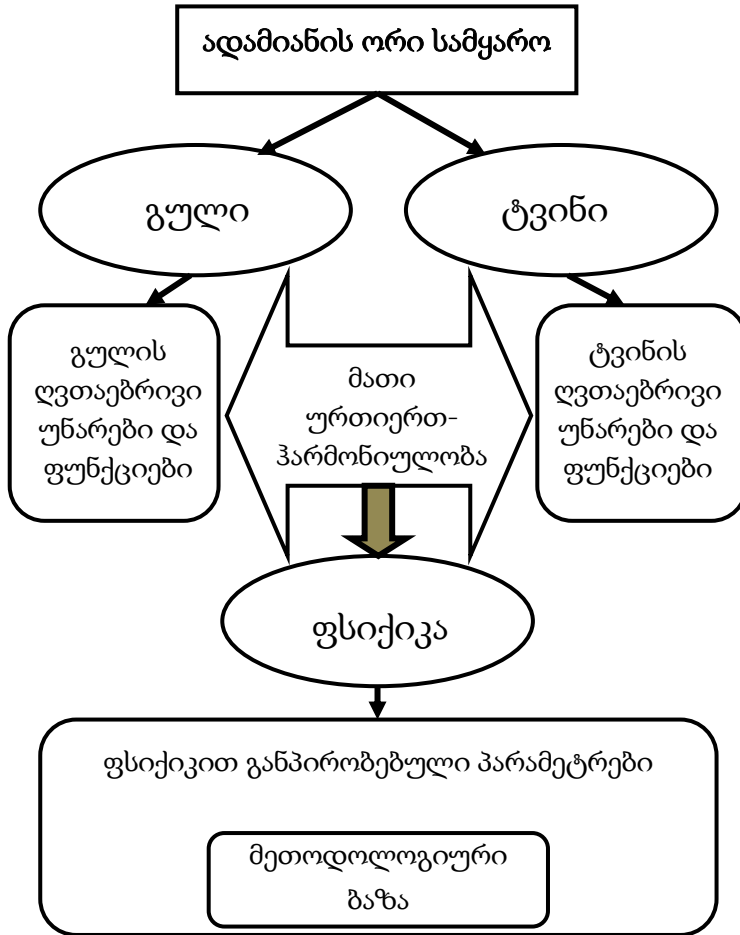 ადამიანის ორი სამყარო
გული
ტვინი
გულის
ღვთაებრივი
უნარები და
ფუნქციები
მათი
ურთიერთ-
ჰარმონიულობა
ტვინის
ღვთაებრივი
უნარები და
ფუნქციები
ფსიქიკა
ფსიქიკით განპირობებული პარამეტრები
მეთოდოლოგიური
ბაზა